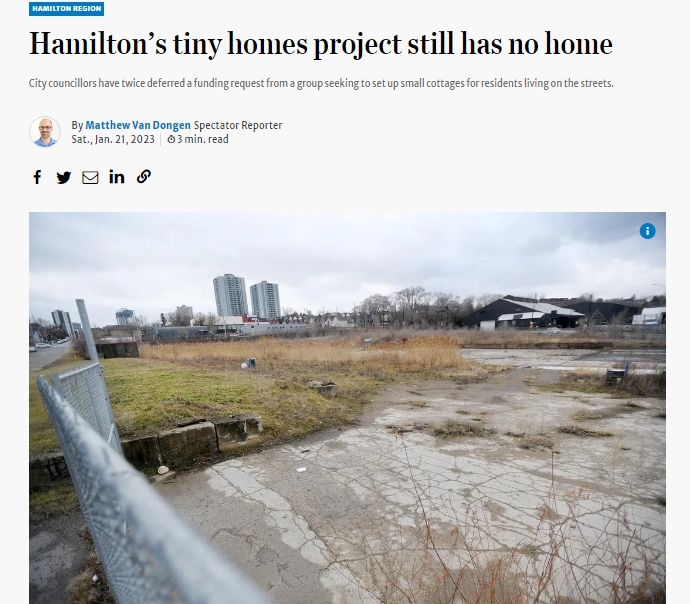 HAMILTON REGION
Hamilton’s tiny homes project still has no home
City councillors have twice deferred a funding request from a group seeking to set up small cottages for residents living on the streets.
By Matthew Van Dongen Spectator Reporter
Sat., Jan. 21, 2023 3 min. read